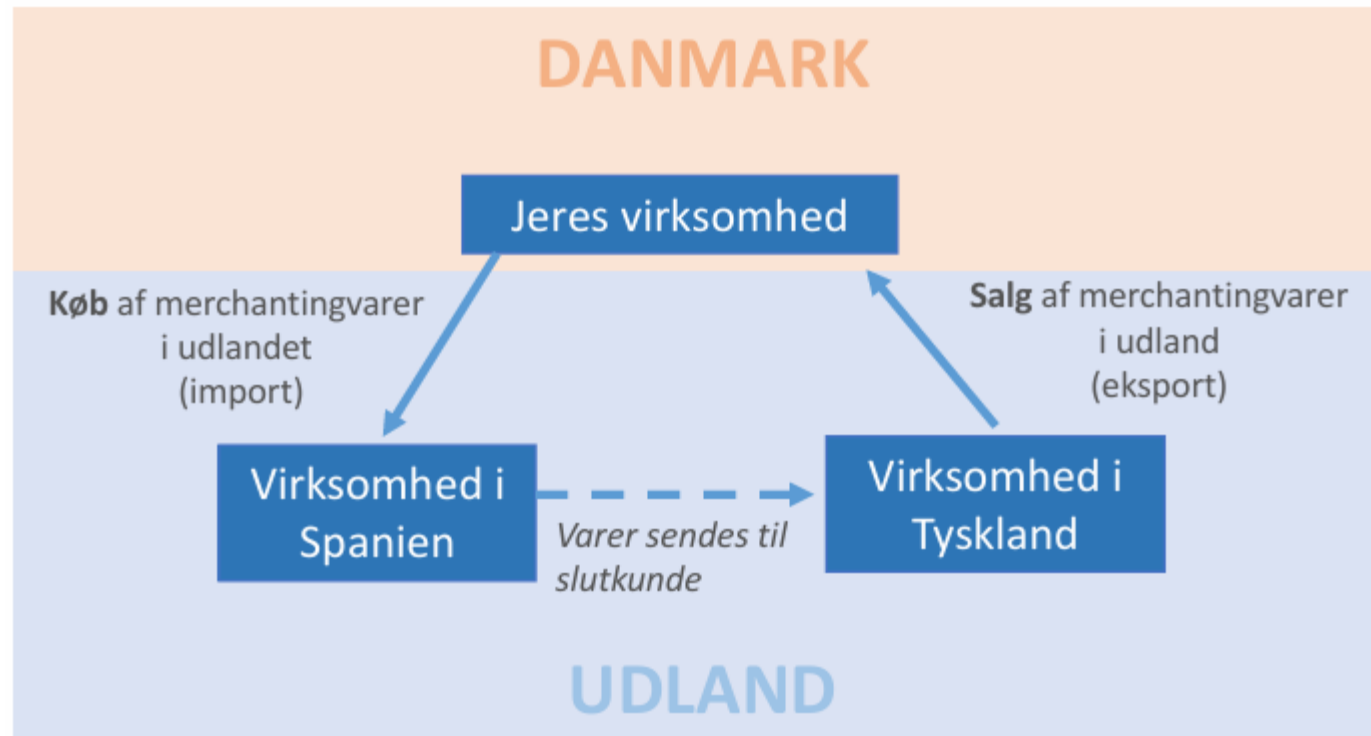 DANMARK
Jeres virksomhed
Køb af merchantingvarer
i udlandet
(import)
Salg af merchantingvarer
i udland
(eksport)
Virksomhed i
Spanien
Varer sendes til
slutkunde
Virksomhed i
Tyskland
UDLAND